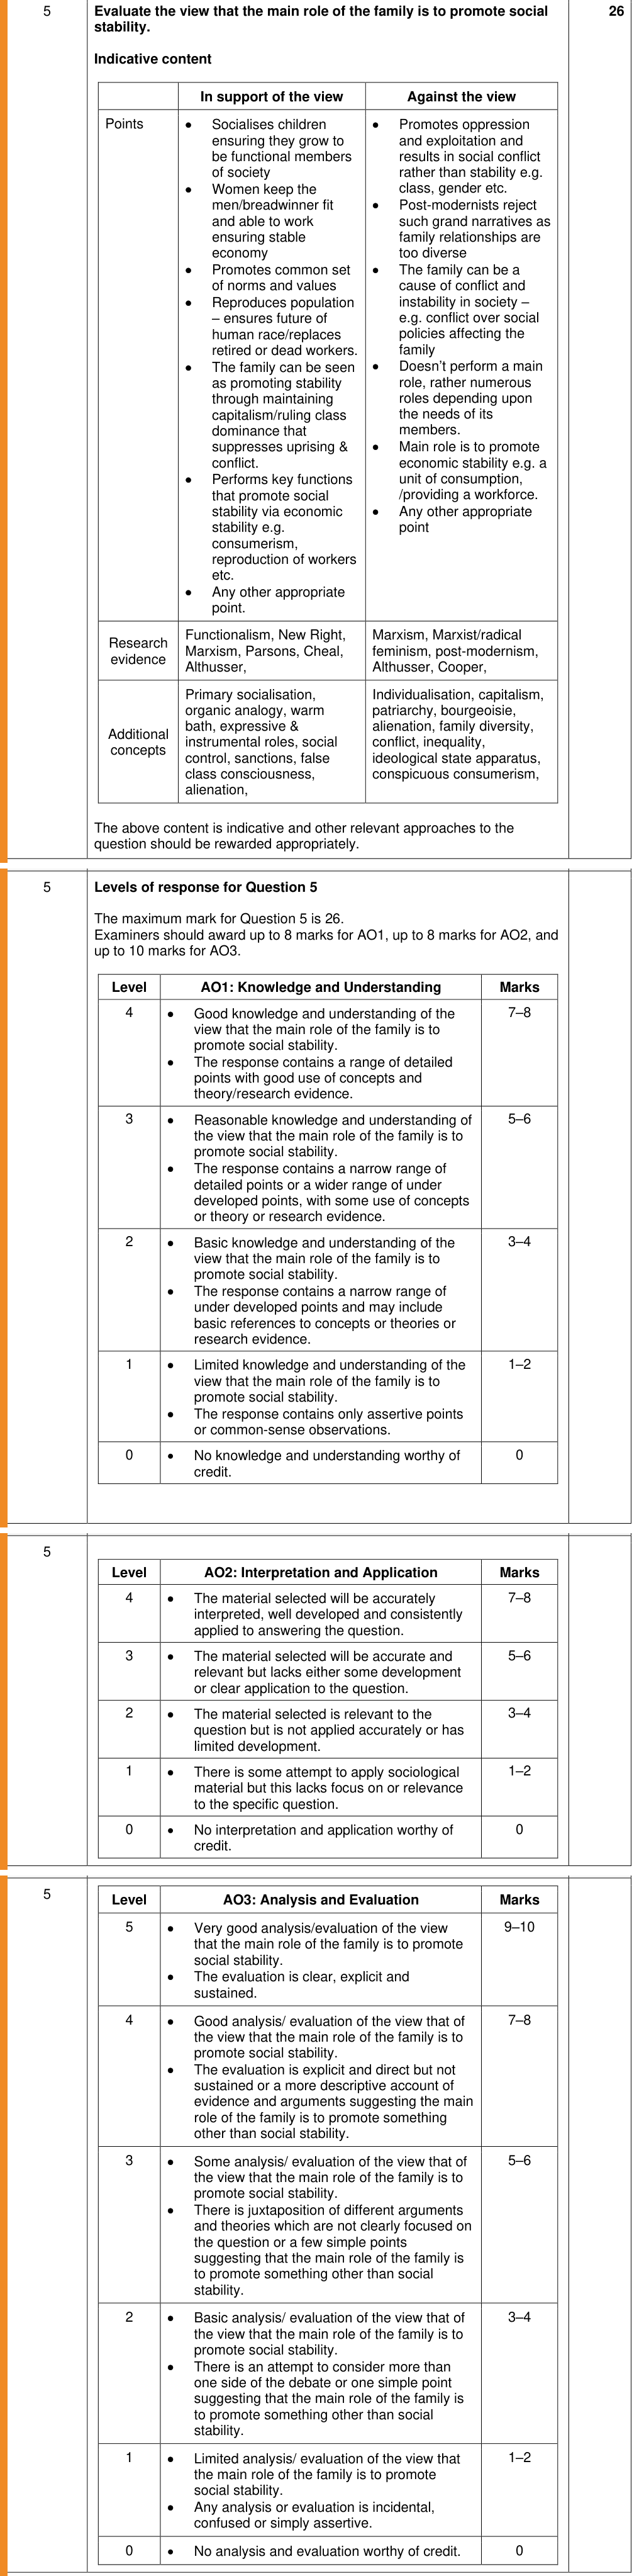 5
Evaluate the view that the main role of the family is to promote social
stability.
26
Indicative content
In support of the view
Against the view
Points
● Socialises children
ensuring they grow to
be functional members
of society
● Women keep the
men/breadwinner fit
and able to work
ensuring stable
economy
● Promotes common set
of norms and values
● Reproduces population
– ensures future of
human race/replaces
retired or dead workers.
● The family can be seen
as promoting stability
through maintaining
capitalism/ruling class
dominance that
suppresses uprising &
conflict.
● Performs key functions
that promote social
stability via economic
stability e.g.
consumerism,
reproduction of workers
etc.
● Any other appropriate
point.
● Promotes oppression
and exploitation and
results in social conflict
rather than stability e.g.
class, gender etc.
● Post-modernists reject
such grand narratives as
family relationships are
too diverse
● The family can be a
cause of conflict and
instability in society –
e.g. conflict over social
policies affecting the
family
● Doesn't perform a main
role, rather numerous
roles depending upon
the needs of its
members.
● Main role is to promote
economic stability e.g. a
unit of consumption,
/providing a workforce.
● Any other appropriate
point
Research
evidence
Functionalism, New Right,
Marxism, Parsons, Cheal,
Althusser,
Marxism, Marxist/radical
feminism, post-modernism,
Althusser, Cooper,
Additional
concepts
Primary socialisation,
organic analogy, warm
bath, expressive &
instrumental roles, social
control, sanctions, false
class consciousness,
alienation,
Individualisation, capitalism,
patriarchy, bourgeoisie,
alienation, family diversity,
conflict, inequality,
ideological state apparatus,
conspicuous consumerism,
The above content is indicative and other relevant approaches to the
question should be rewarded appropriately.
5
Levels of response for Question 5
The maximum mark for Question 5 is 26.
Examiners should award up to 8 marks for AO1, up to 8 marks for AO2, and
up to 10 marks for AO3.
Level
AO1: Knowledge and Understanding
Marks
4
● Good knowledge and understanding of the
view that the main role of the family is to
promote social stability.
● The response contains a range of detailed
points with good use of concepts and
theory/research evidence.
7–8
3
● Reasonable knowledge and understanding of
the view that the main role of the family is to
promote social stability.
● The response contains a narrow range of
detailed points or a wider range of under
developed points, with some use of concepts
or theory or research evidence.
5–6
2
● Basic knowledge and understanding of the
view that the main role of the family is to
promote social stability.
● The response contains a narrow range of
under developed points and may include
basic references to concepts or theories or
research evidence.
3–4
1
● Limited knowledge and understanding of the
view that the main role of the family is to
promote social stability.
● The response contains only assertive points
or common-sense observations.
1–2
0
● No knowledge and understanding worthy of
credit.
0
5
Level
AO2: Interpretation and Application
Marks
4
● The material selected will be accurately
interpreted, well developed and consistently
applied to answering the question.
7–8
3
● The material selected will be accurate and
relevant but lacks either some development
or clear application to the question.
5–6
2
● The material selected is relevant to the
question but is not applied accurately or has
limited development.
3–4
1
● There is some attempt to apply sociological
material but this lacks focus on or relevance
to the specific question.
1–2
0
● No interpretation and application worthy of
credit.
0
5
Level
AO3: Analysis and Evaluation
Marks
5
● Very good analysis/evaluation of the view
that the main role of the family is to promote
social stability.
● The evaluation is clear, explicit and
sustained.
9–10
4
● Good analysis/ evaluation of the view that of
the view that the main role of the family is to
promote social stability.
● The evaluation is explicit and direct but not
sustained or a more descriptive account of
evidence and arguments suggesting the main
role of the family is to promote something
other than social stability.
7–8
3
● Some analysis/ evaluation of the view that of
the view that the main role of the family is to
promote social stability.
● There is juxtaposition of different arguments
and theories which are not clearly focused on
the question or a few simple points
suggesting that the main role of the family is
to promote something other than social
stability.
5–6
2
● Basic analysis/ evaluation of the view that of
the view that the main role of the family is to
promote social stability.
● There is an attempt to consider more than
one side of the debate or one simple point
suggesting that the main role of the family is
to promote something other than social
stability.
3–4
1
● Limited analysis/ evaluation of the view that
the main role of the family is to promote
social stability.
● Any analysis or evaluation is incidental,
confused or simply assertive.
1–2
0
● No analysis and evaluation worthy of credit.
0